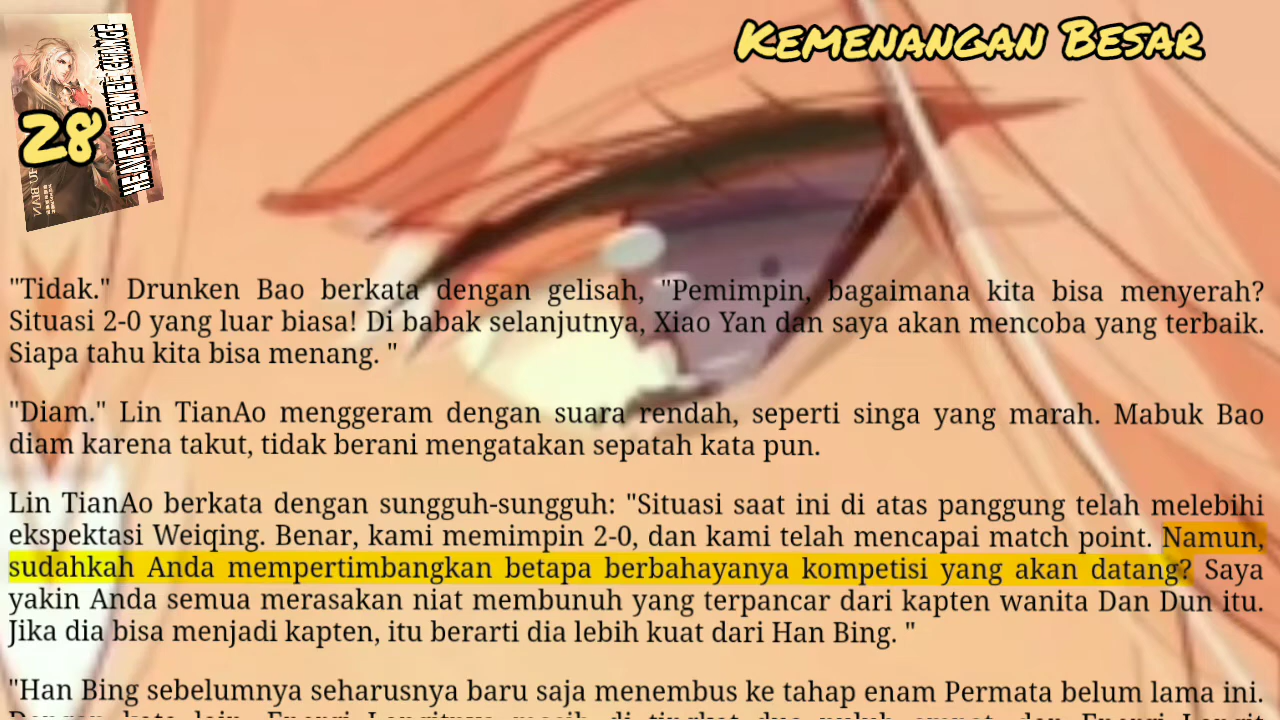 Kemenangan Besar
28
HEAVENLY JEWEL CHANGE
"Tidak." Drunken Bao berkata dengan gelisah, "Pemimpin, bagaimana kita bisa menyerah?
Situasi 2-0 yang luar biasa! Di babak selanjutnya, Xiao Yan dan saya akan mencoba yang terbaik.
Siapa tahu kita bisa menang. "
"Diam." Lin TianAo menggeram dengan suara rendah, seperti singa yang marah. Mabuk Bao
diam karena takut, tidak berani mengatakan sepatah kata pun.
Lin TianAo berkata dengan sungguh-sungguh: "Situasi saat ini di atas panggung telah melebihi
ekspektasi Weiqing. Benar, kami memimpin 2-0, dan kami telah mencapai match point. Namun,
sudahkah Anda mempertimbangkan betapa berbahayanya kompetisi yang akan datang? Saya
yakin Anda semua merasakan niat membunuh yang terpancar dari kapten wanita Dan Dun itu.
Jika dia bisa menjadi kapten, itu berarti dia lebih kuat dari Han Bing. "
"Han Bing sebelumnya seharusnya baru saja menembus ke tahap enam Permata belum lama ini.